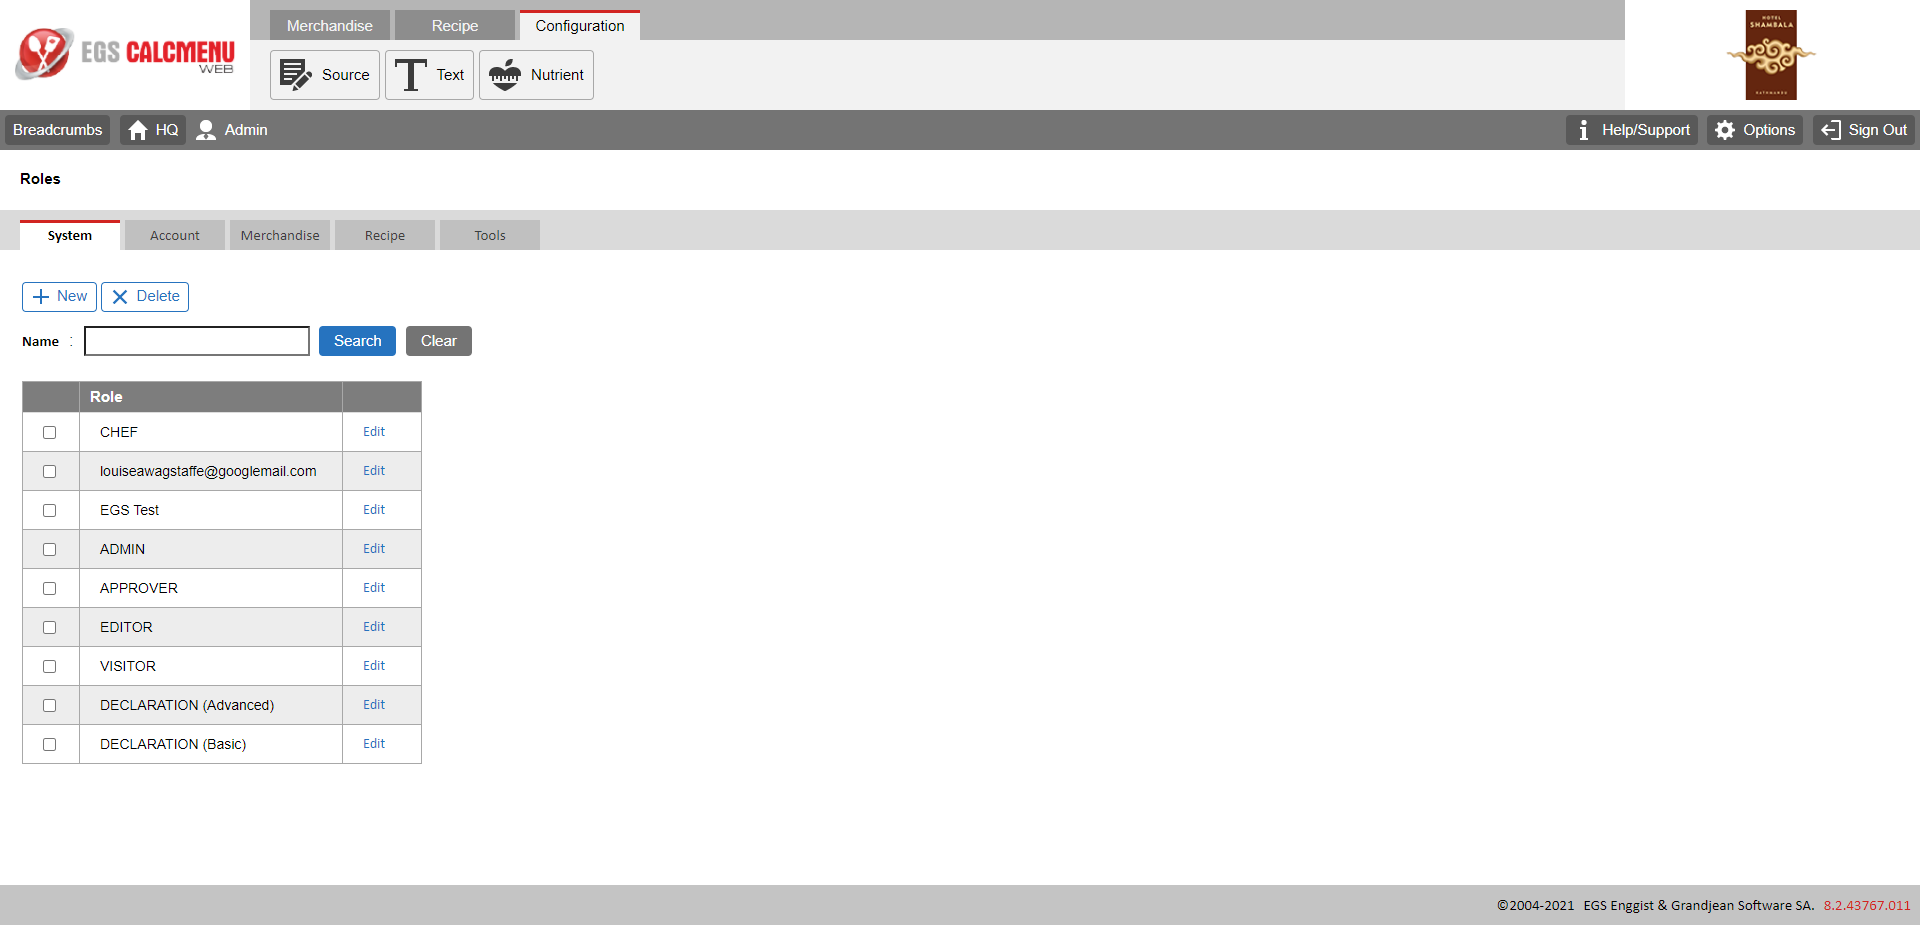 EGS CALCMENU
WEB
Merchandise Recipe Configuration
Source Text Nutrient
HOTEL
SHAMBALA
KATHMANDU
Breadcrumbs HQ Admin Help/Support Options Sign Out
Roles
System Account Merchandise Recipe Tools
New Delete
Name : Search Clear
Role
CHEF Edit
louiseawagstaffe@googlemail.com Edit
EGS Test Edit
ADMIN Edit
APPROVER Edit
EDITOR Edit
VISITOR Edit
DECLARATION (Advanced) Edit
DECLARATION (Basic) Edit
©2004-2021 EGS Enggist & Grandjean Software SA. 8.2.43767.011